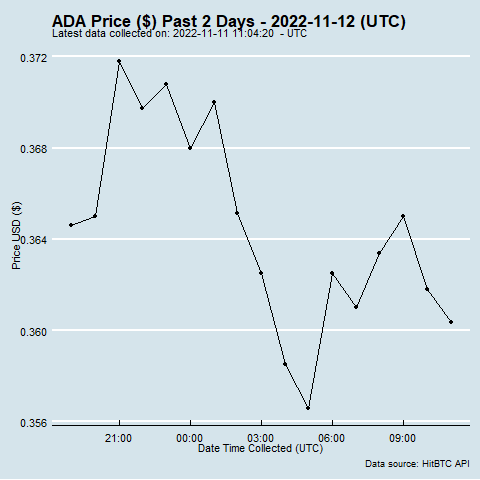 ADA Price ($) Past 2 Days - 2022-11-12 (UTC)
Latest data collected on: 2022-11-11 11:04:20  - UTC
0.372
0.368
0.364
0.360
0.356
Price USD ($)
21:00 00:00 03:00 06:00 09:00
Date Time Collected (UTC)
Data source: HitBTC API